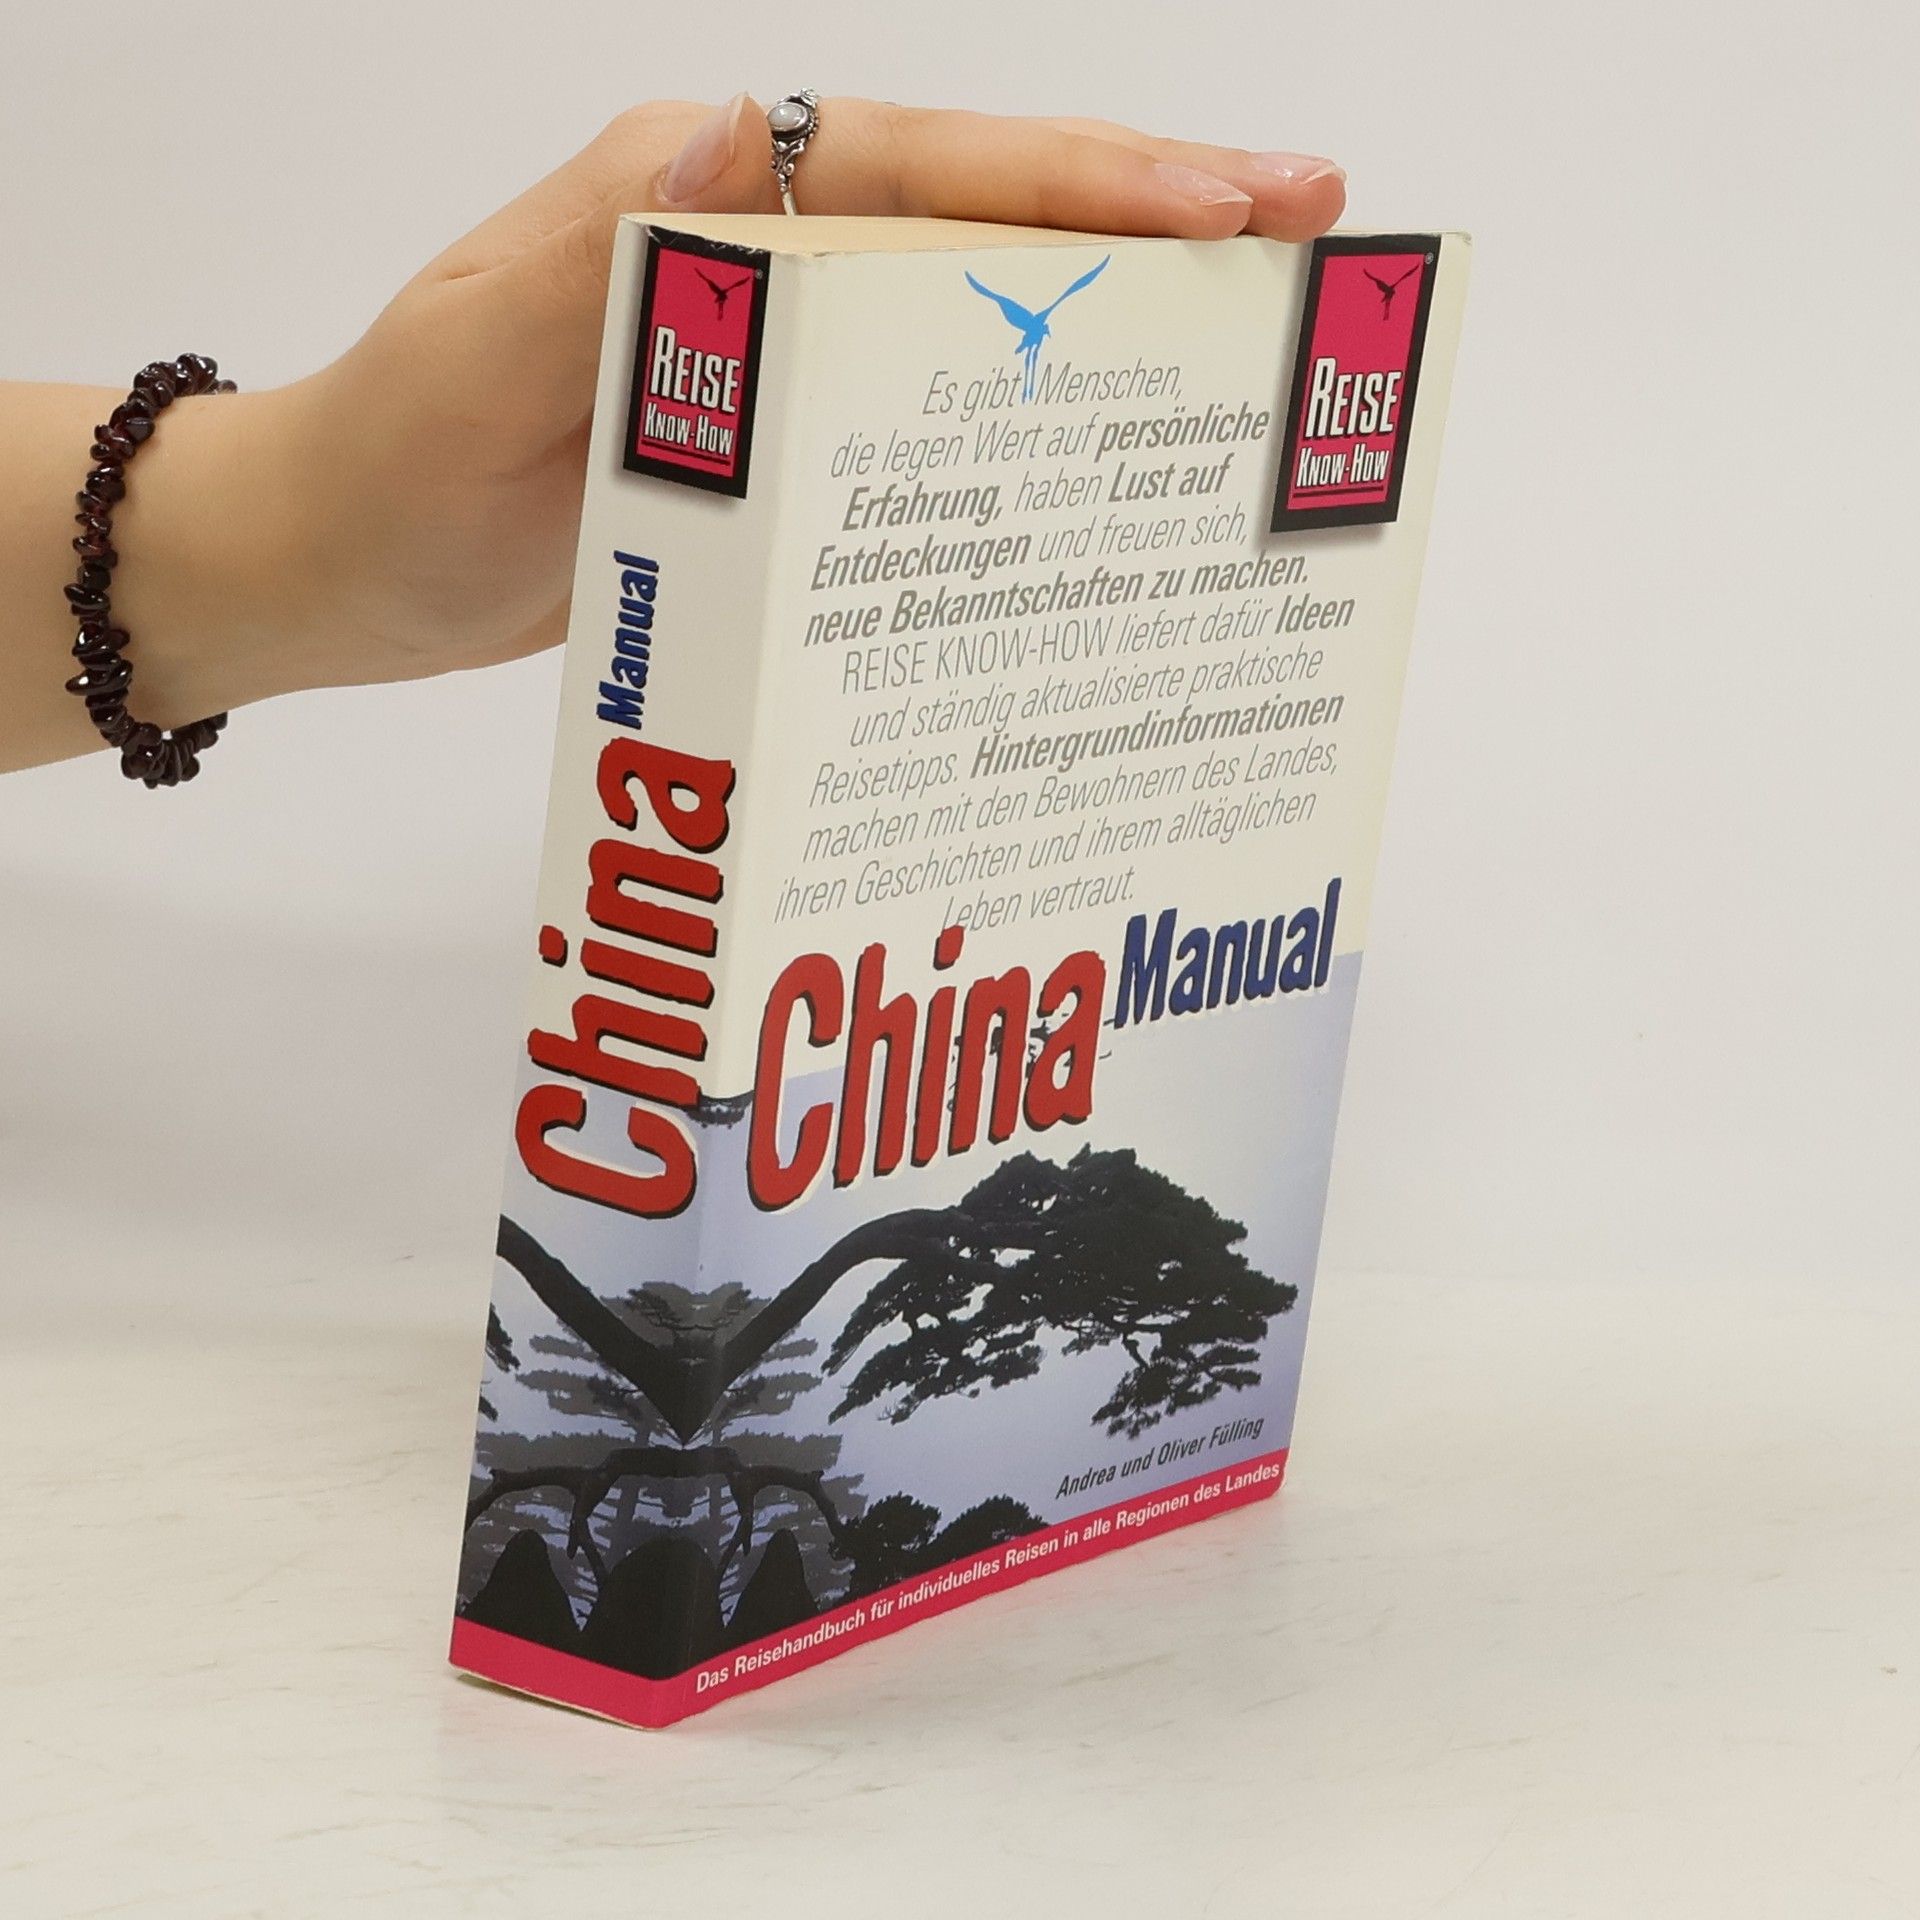 REISE
KNOW-HOW
China Manual
REISE
KNOW-HOW
Es gibt Menschen,
die legen Wert auf persönliche
Erfahrung, haben Lust auf
Entdeckungen und freuen sich,
neue Bekanntschaften zu machen.
REISE KNOW-HOW liefert dafür Ideen
und ständig aktualisierte praktische
Reisetipps. Hintergrundinformationen
machen mit den Bewohnern des Landes,
ihren Geschichten und ihrem alltäglichen
Leben vertraut.
China Manual
Andrea und Oliver Fülling
Das Reisehandbuch für individuelles Reisen in alle Regionen des Landes